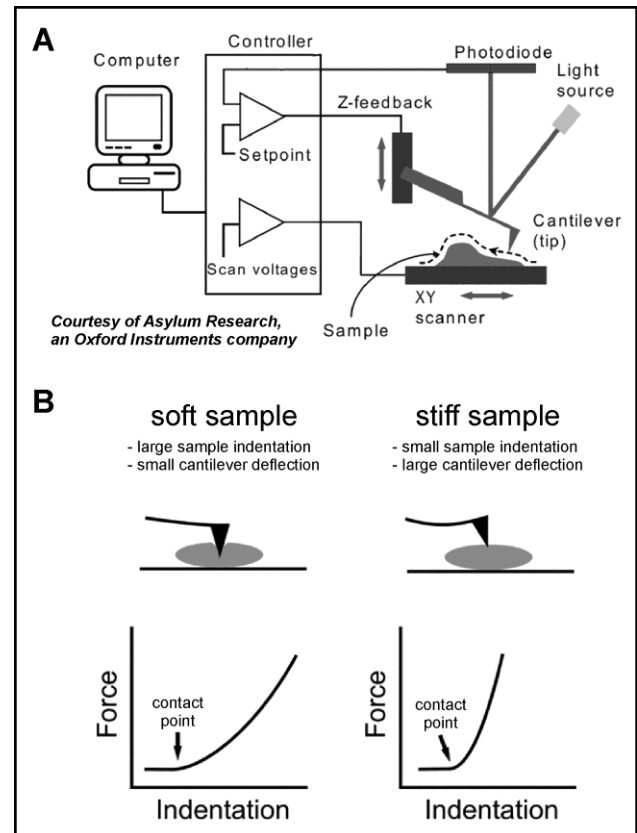 A
Controller
Photodiode
Computer
Light
source
Z-feedback
Setpoint
Cantilever
(tip)
Scan voltages
XY
scanner
Sample
Courtesy of Asylum Research,
an Oxford Instruments company
B
soft sample
- large sample indentation
- small cantilever deflection
stiff sample
- small sample indentation
- large cantilever deflection
Force
contact
point
Indentation
Force
contact
point
Indentation